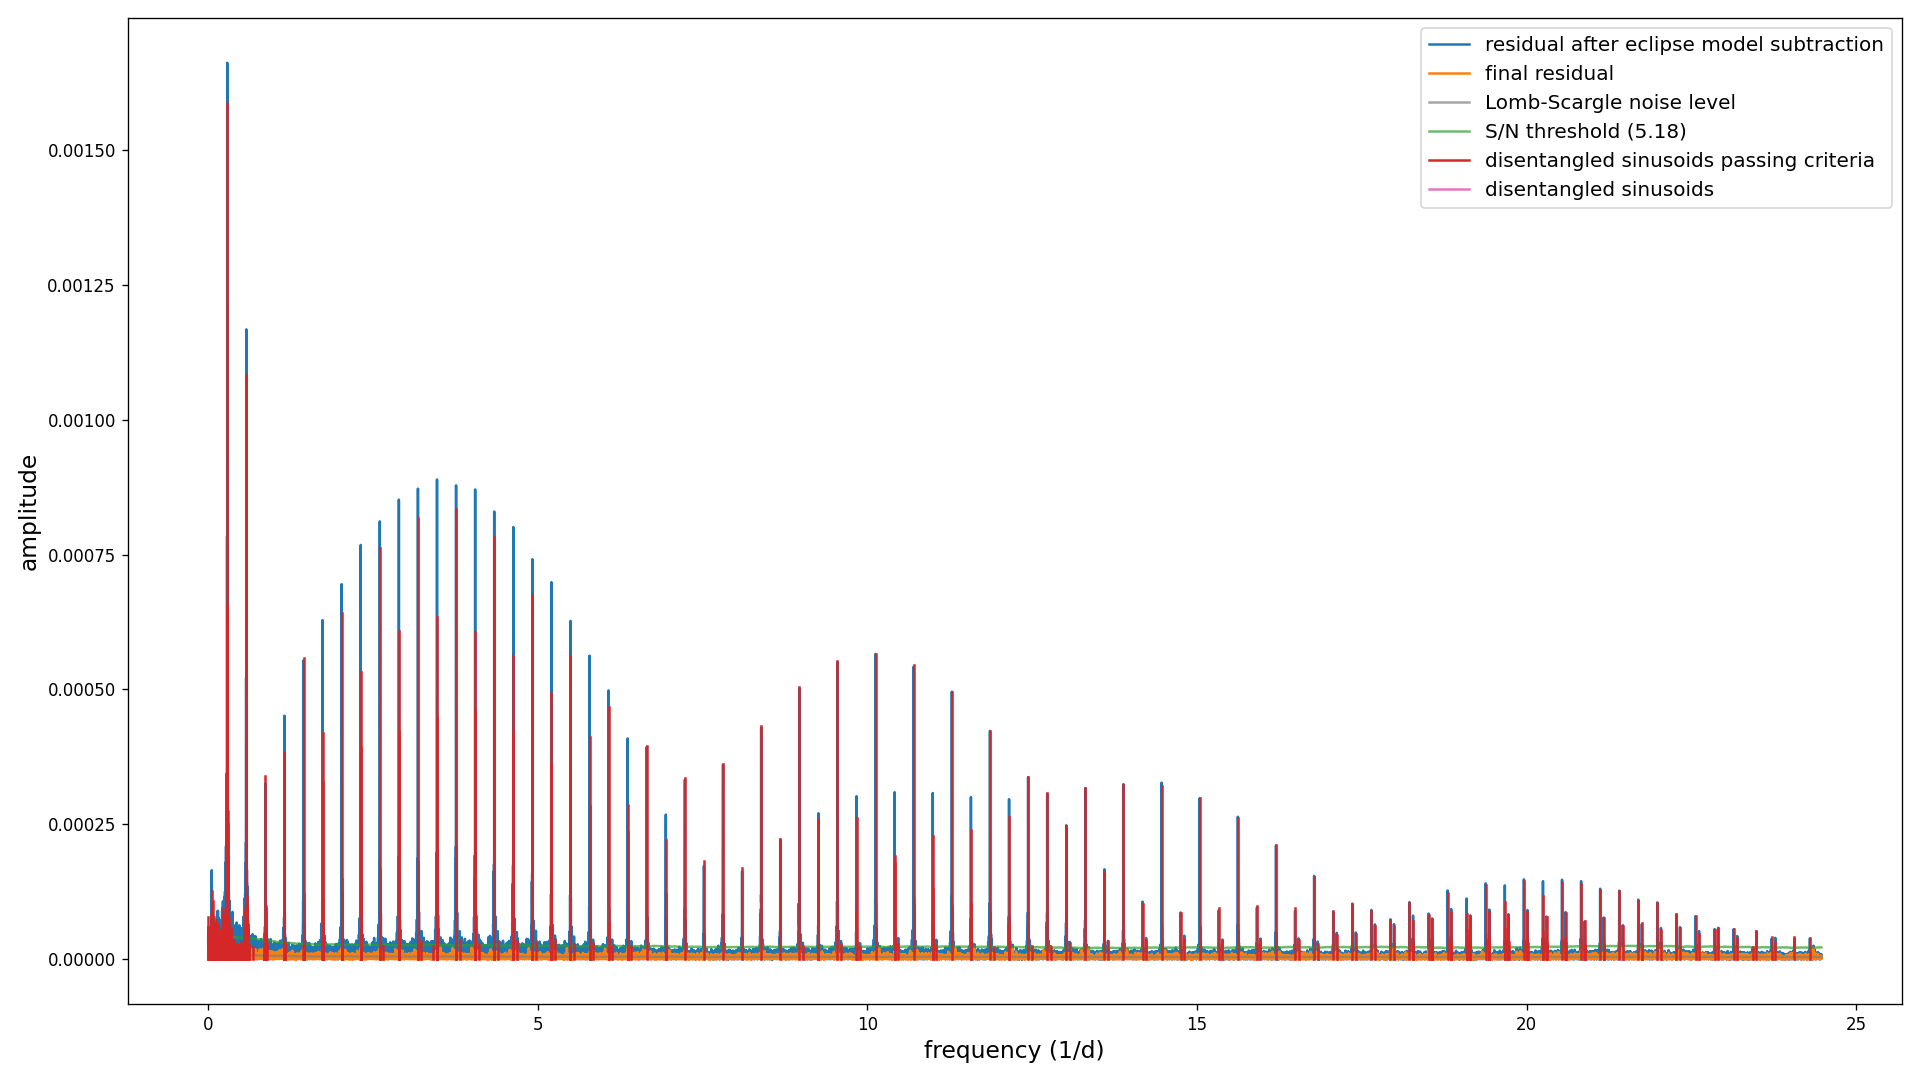 residual after eclipse model subtraction
final residual
Lomb-Scargle noise level
S/N threshold (5.18)
disentangled sinusoids passing criteria
disentangled sinusoids
0.00150
0.00125
0.00100
0.00075
0.00050
0.00025
0.00000
amplitude
0 5 10 15 20 25
frequency (1/d)